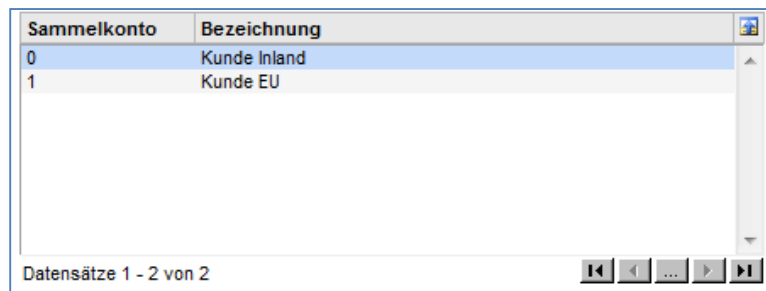 Sammelkonto Bezeichnung
0 Kunde Inland
1 Kunde EU
Datensätze 1 - 2 von 2 ...